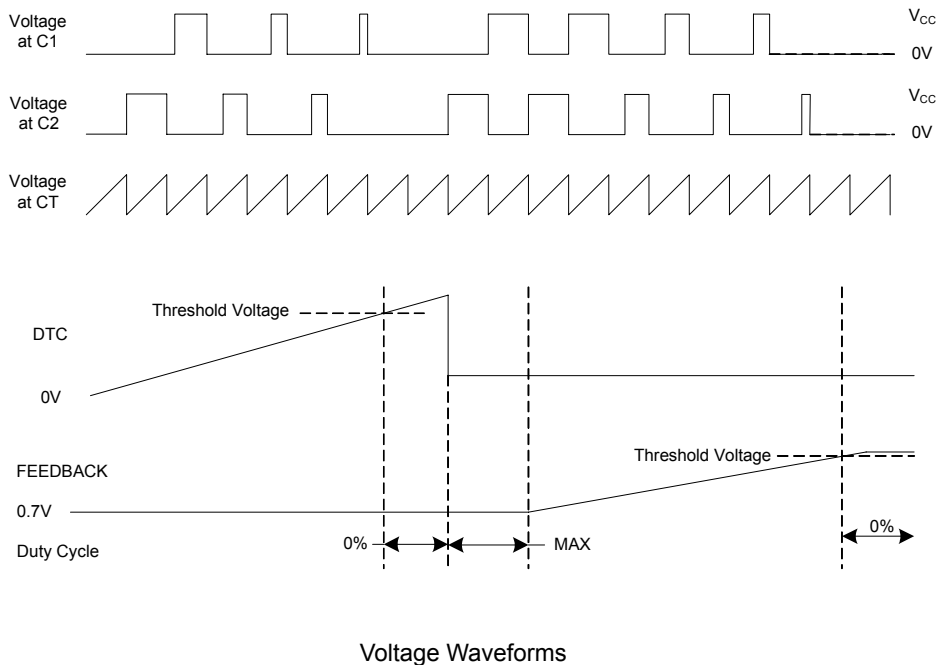 Voltage
at C1
VCC
0V
Voltage
at C2
VCC
0V
Voltage
at CT
Threshold Voltage
DTC
0V
Threshold Voltage
FEEDBACK
0.7V
0%
MAX
0%
Duty Cycle
Voltage Waveforms